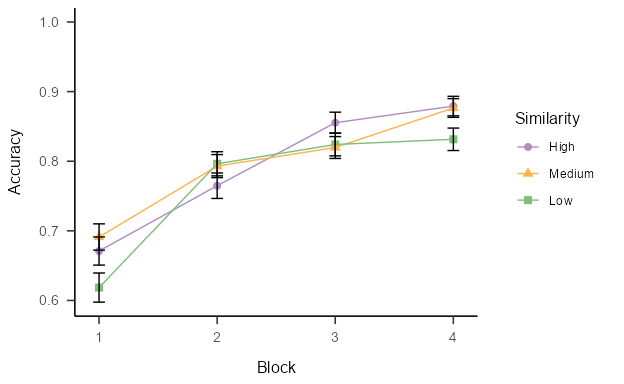 1.0
0.9
0.8
0.7
0.6
Accuracy
1 2 3 4
Block
Similarity
High
Medium
Low